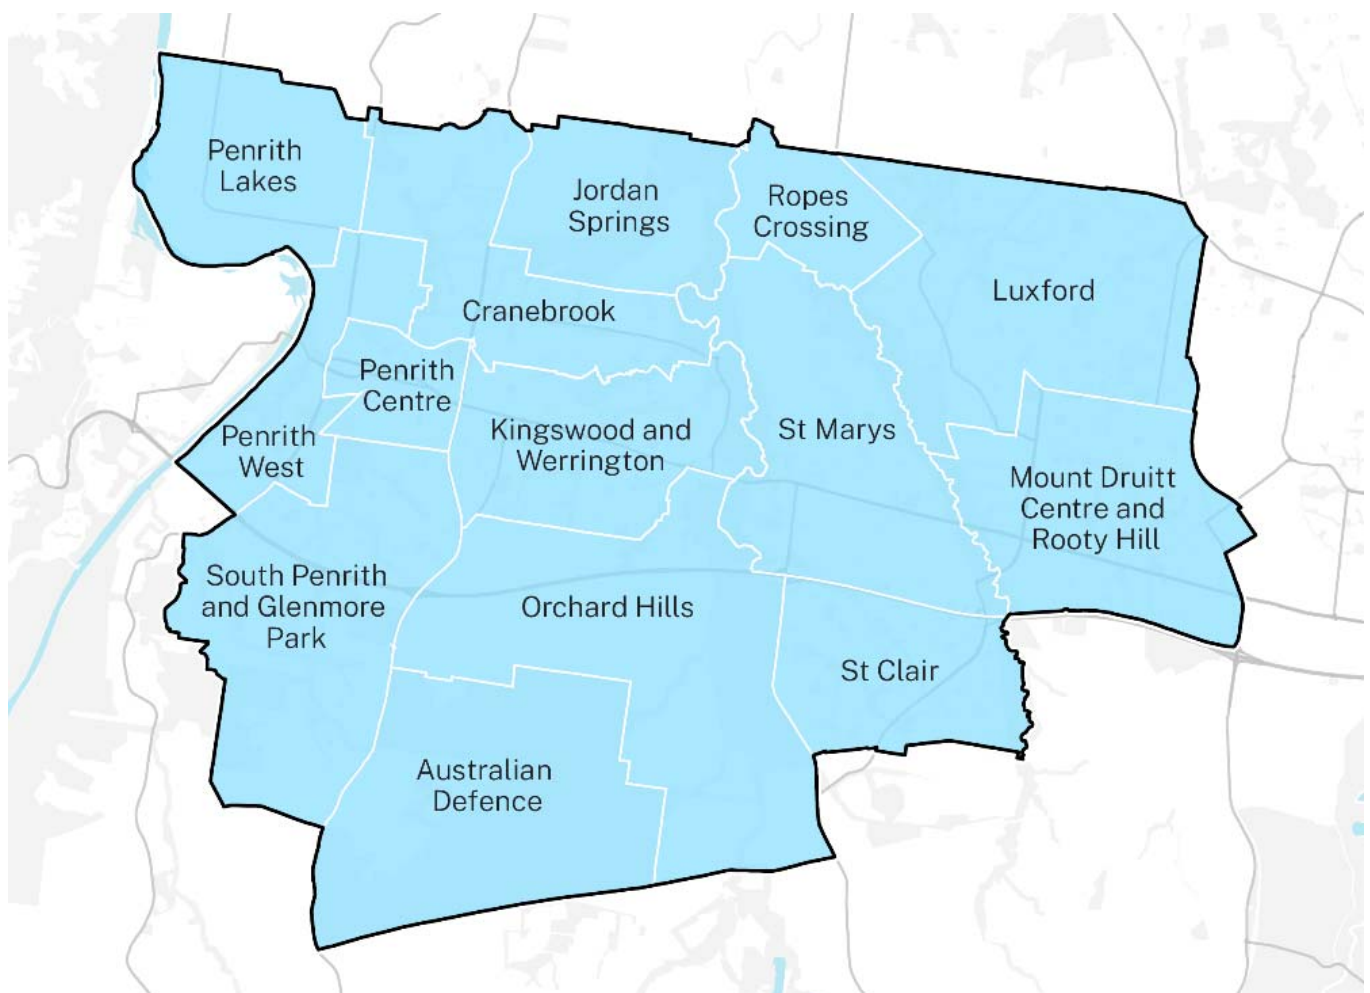 Penrith
Lakes
Jordan
Springs
Ropes
Crossing
Luxford
Cranebrook
Penrith
Centre
Penrith
West
Kingswood and
Werrington
St Marys
Mount Druitt
Centre and
Rooty Hill
South Penrith
and Glenmore
Park
Orchard Hills
St Clair
Australian
Defence